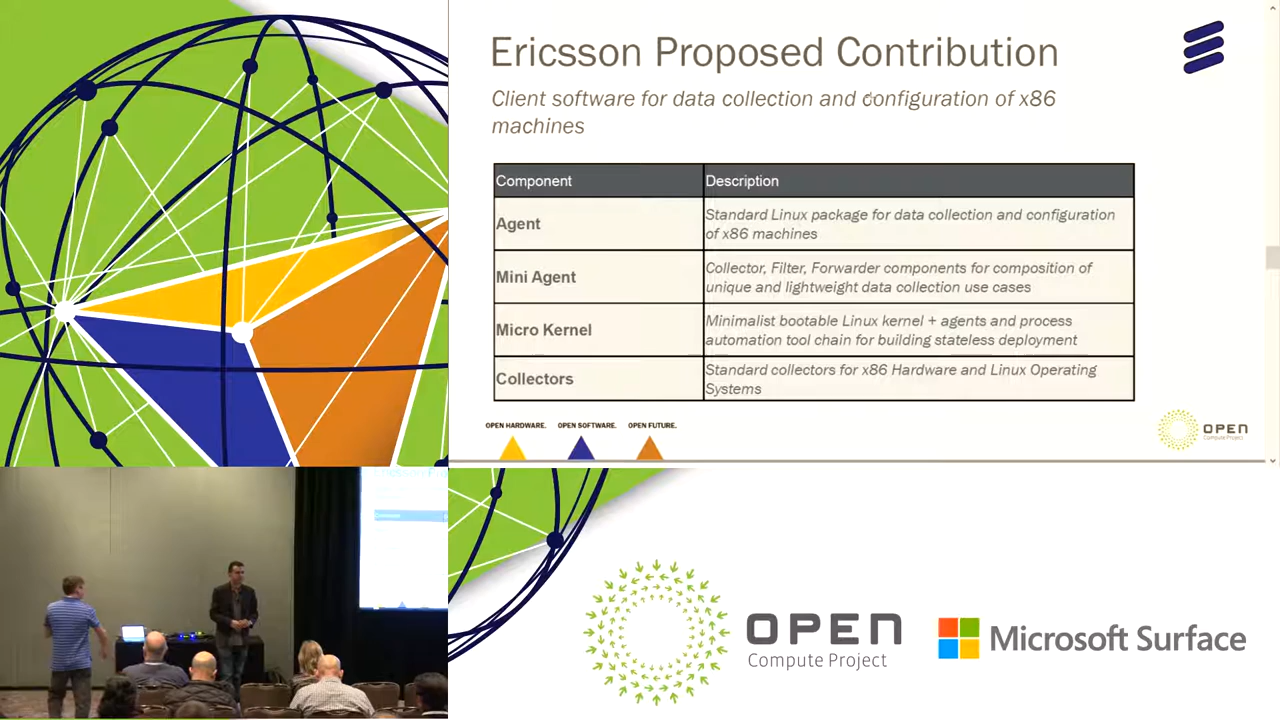 Ericsson Proposed Contribution
Client software for data collection and configuration of x86
machines
Component Description
Agent
Standard Linux package for data collection and configuration
of x86 machines
Mini Agent
Collector, Filter, Forwarder components for composition of
unique and lightweight data collection use cases
Micro Kernel
Minimalist bootable Linux kernel + agents and process
automation tool chain for building stateless deployment
Collectors
Standard collectors for x86 Hardware and Linux Operating
Systems
OPEN HARDWARE. OPEN SOFTWARE. OPEN FUTURE.
OPEN
Compute Project
OPEN
Compute Project
Microsoft Surface